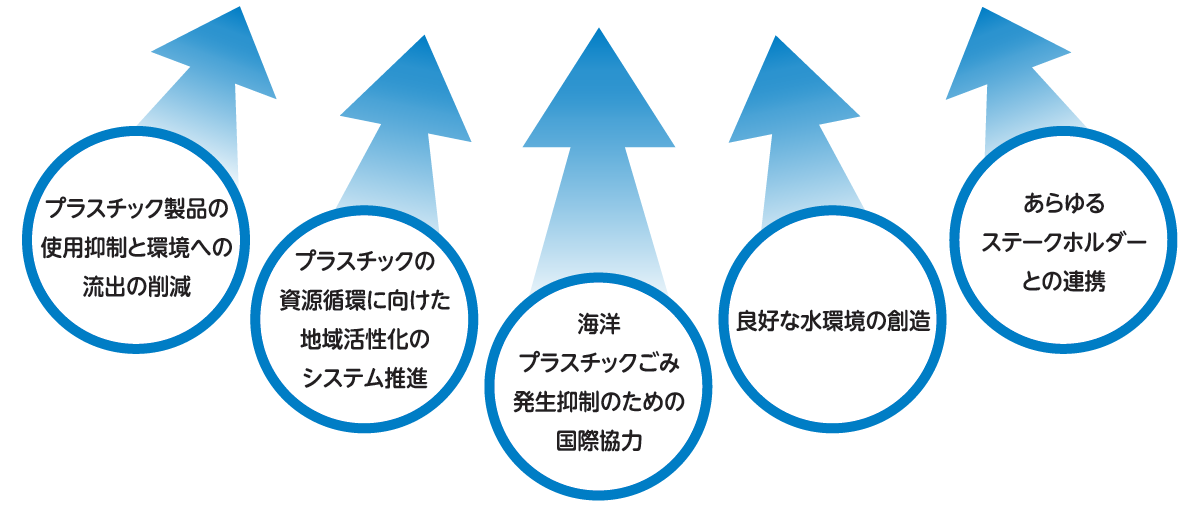 プラスチック製品の
使用抑制と環境への
流出の削減
プラスチックの
資源循環に向けた
地域活性化の
システム推進
海洋
プラスチックごみ
発生抑制のための
国際協力
良好な水環境の創造
あらゆる
ステークホルダー
との連携